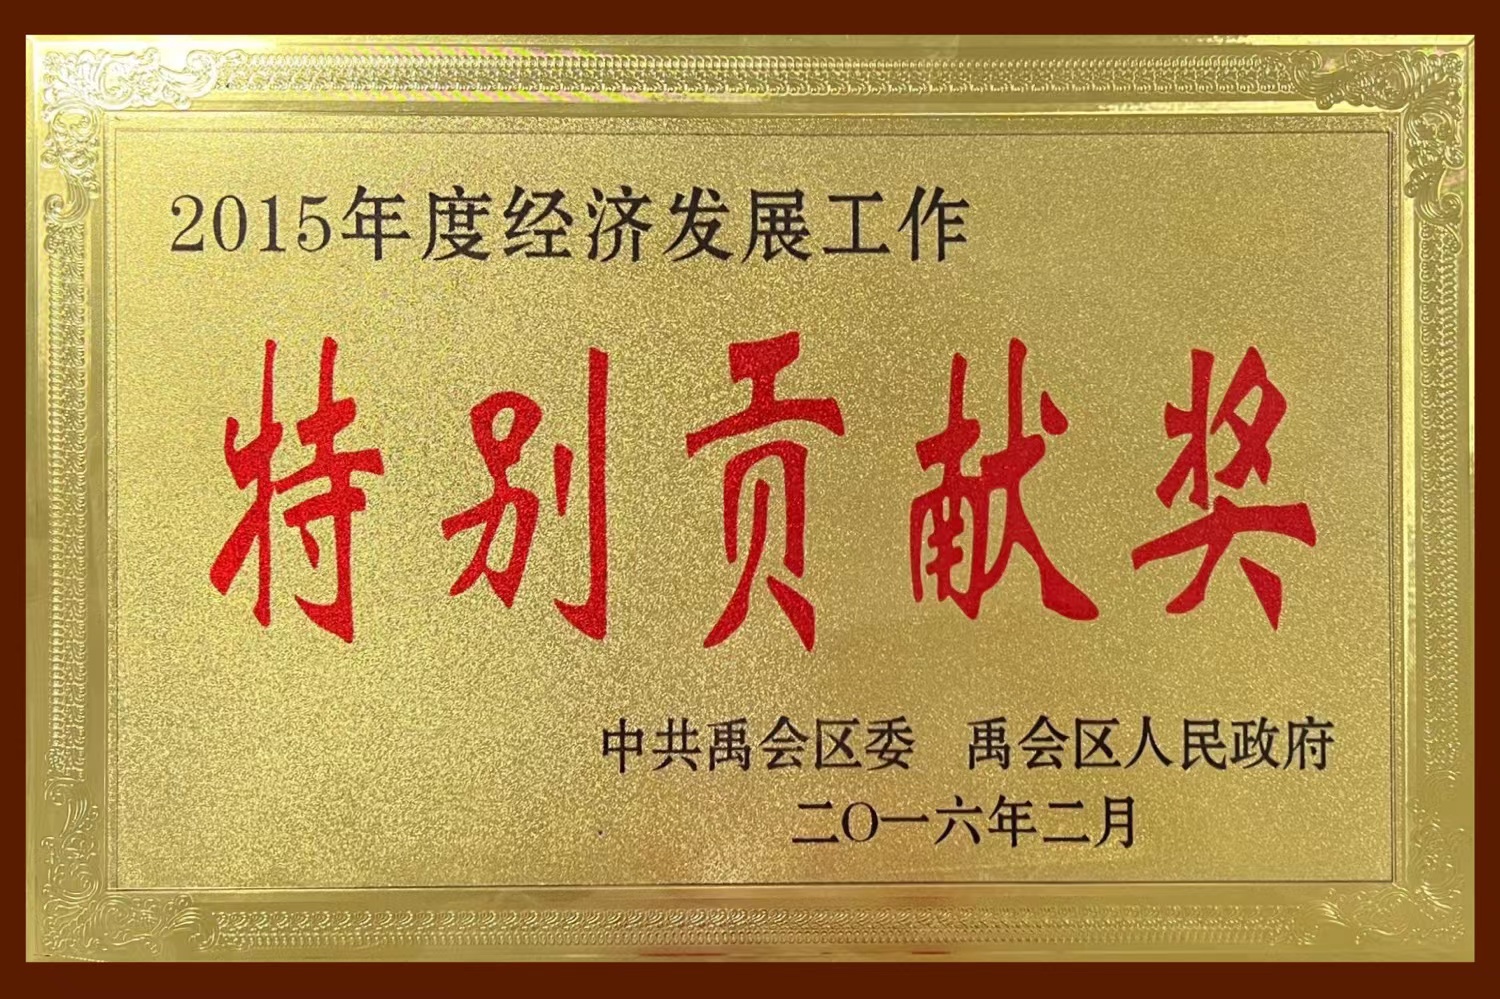 2015年度经济发展工作
特别贡献奖
中共禹会区委 禹会区人民政府
二〇一六年二月